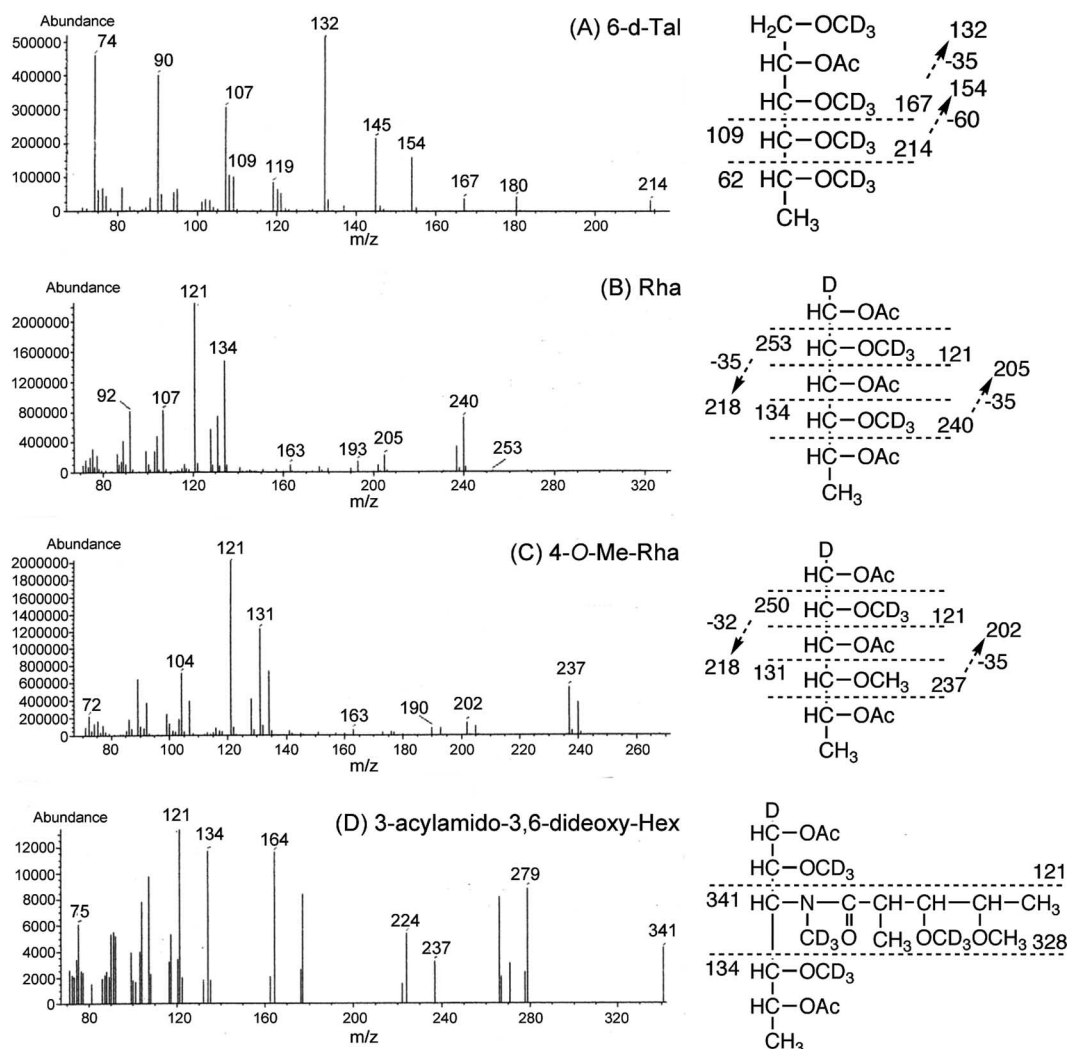 Abundance
(A) 6-d-Tal
500000
400000
300000
200000
100000
0
74
90
107
109
119
132
145
154
167
180
214
80 100 120 140 160 180 200
m/z
H2C—OCD3
HC—OAc
HC—OCD3
HC—OCD3
HC—OCD3
CH3
109
62
167
214
132
-35
154
-60
Abundance
(B) Rha
2000000
1600000
1200000
800000
400000
0
92
107
121
134
163
193
205
240
253
80 120 160 200 240 280 320
m/z
D
HC—OAc
HC—OCD3
HC—OAc
HC—OCD3
HC—OAc
CH3
253
-35
218
134
121
240
205
-35
Abundance
(C) 4-O-Me-Rha
2000000
1800000
1600000
1400000
1200000
1000000
800000
600000
400000
200000
0
72
104
121
131
163
190
202
237
80 100 120 140 160 180 200 220 240 260
m/z
D
HC—OAc
HC—OCD3
HC—OAc
HC—OCH3
HC—OAc
CH3
250
-32
218
131
121
237
202
-35
Abundance
(D) 3-acylamido-3,6-dideoxy-Hex
12000
10000
8000
6000
4000
2000
0
75
121
134
164
224
237
279
341
80 120 160 200 240 280 320
m/z
D
HC—OAc
HC—OCD3
121
341 HC—N—C—CH—CH—CH—CH3
CD3 O CH3 OCD3 OCH3
328
134 HC—OCD3
HC—OAc
CH3